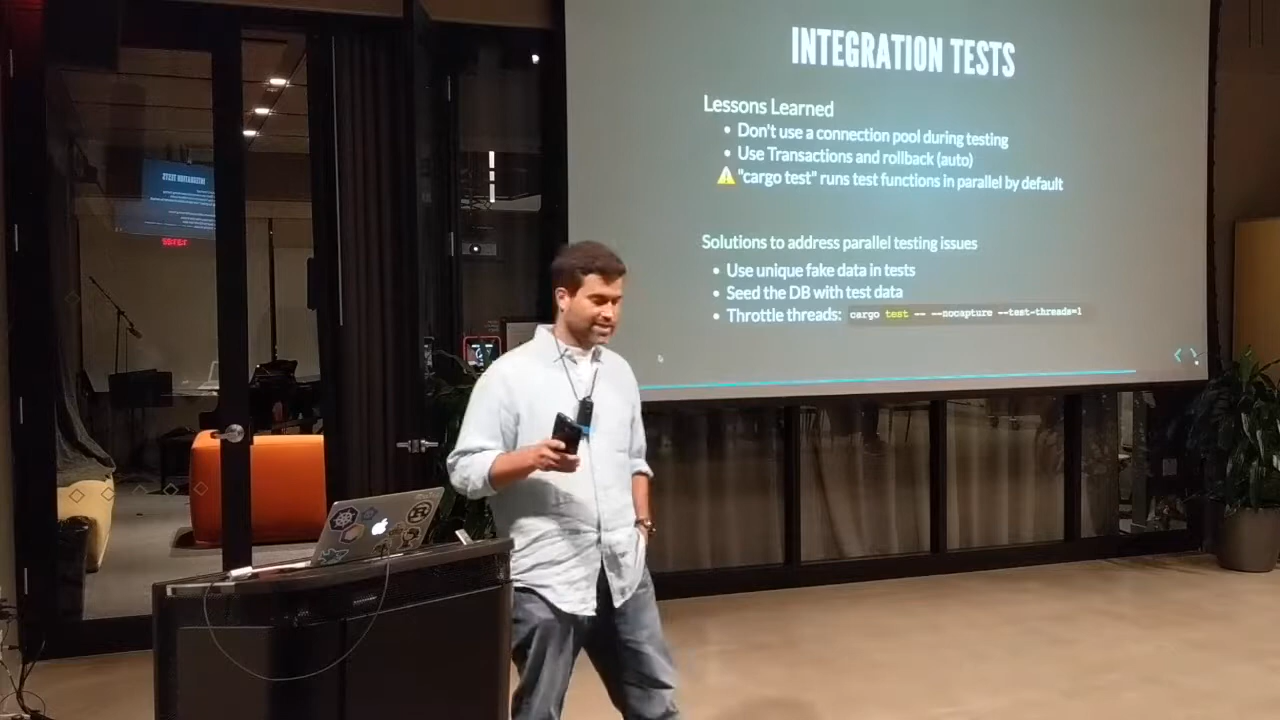 INTEGRATION TESTS
Lessons Learned
• Don't use a connection pool during testing
• Use Transactions and rollback (auto)
⚠ "cargo test" runs test functions in parallel by default
Solutions to address parallel testing issues
• Use unique fake data in tests
• Seed the DB with test data
• Throttle threads: cargo test -- --nocapture --test-threads=1